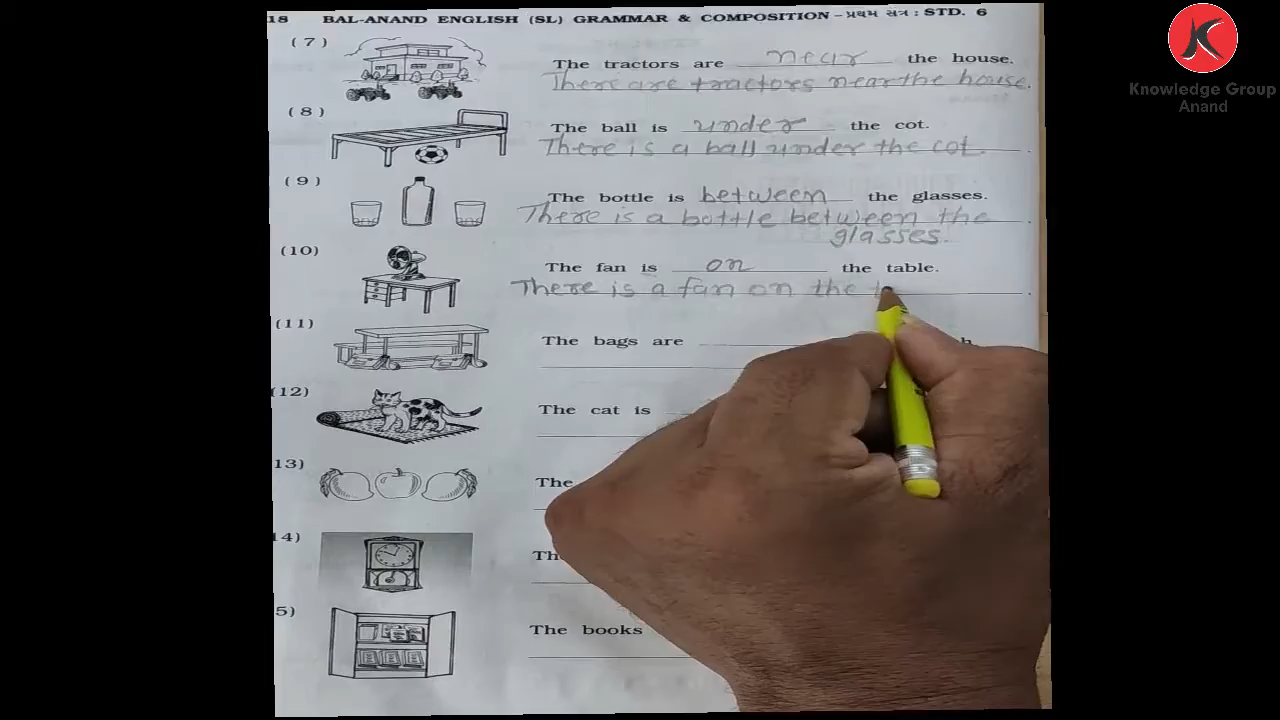 18 BAL-ANAND ENGLISH (SL) GRAMMAR & COMPOSITION – પ્રથમ સત્ર : STD. 6
Knowledge Group
Anand
(7)
The tractors are near the house.
There are tractors near the house.
(8)
The ball is under the cot.
There is a ball under the cot.
(9)
The bottle is between the glasses.
There is a bottle between the
glasses.
(10)
The fan is on the table.
There is a fan on the t
(11)
The bags are
(12)
The cat is
13)
The
14)
Th
5)
The books